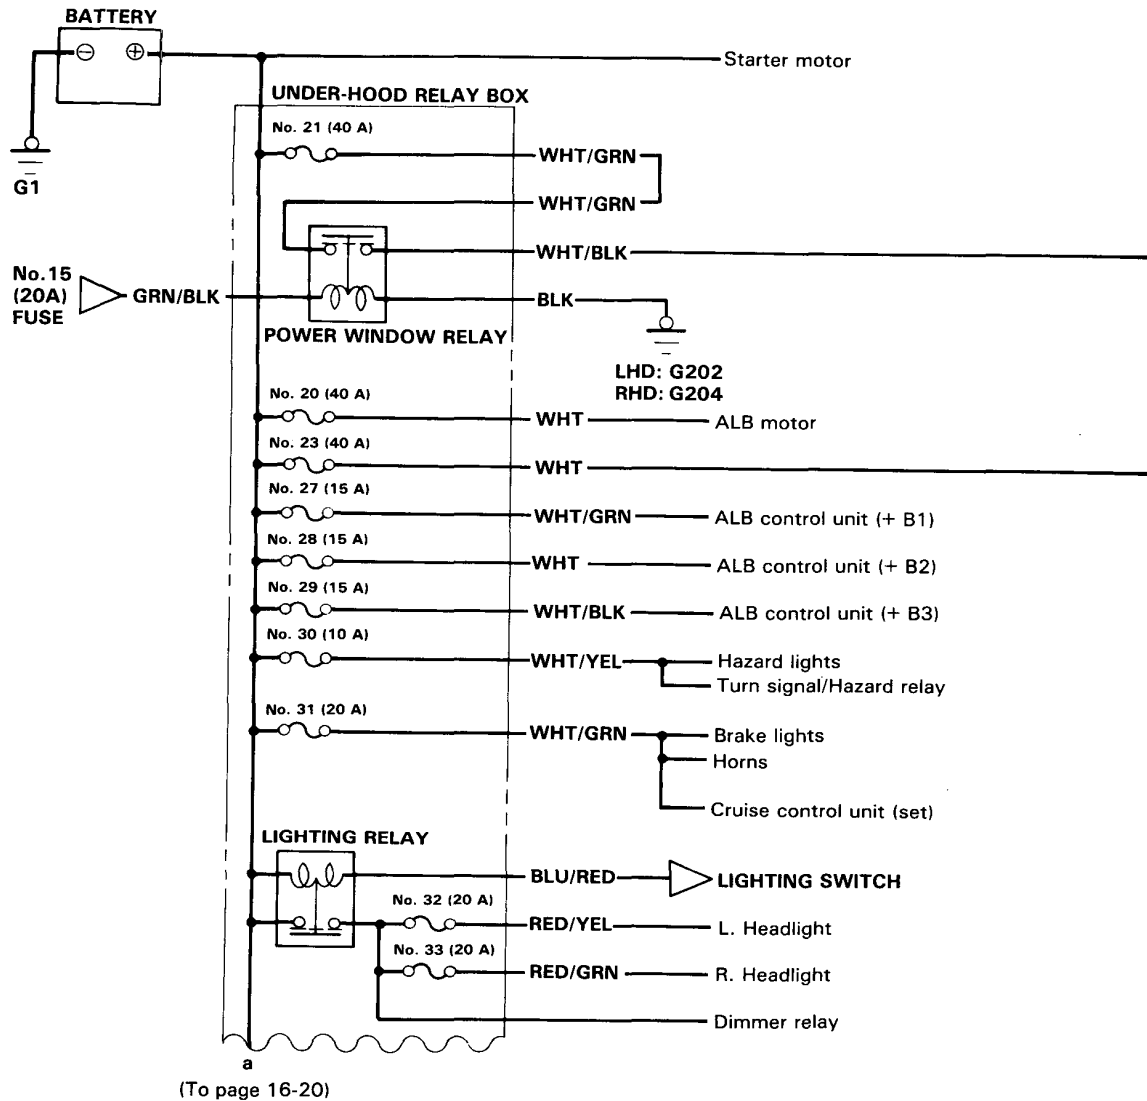 BATTERY
⊖ ⊕
Starter motor
UNDER-HOOD RELAY BOX
No. 21 (40 A)
WHT/GRN
G1
WHT/GRN
WHT/BLK
No.15
(20A)
FUSE
GRN/BLK
BLK
POWER WINDOW RELAY
LHD: G202
RHD: G204
No. 20 (40 A)
WHT
ALB motor
No. 23 (40 A)
WHT
No. 27 (15 A)
WHT/GRN
ALB control unit (+ B1)
No. 28 (15 A)
WHT
ALB control unit (+ B2)
No. 29 (15 A)
WHT/BLK
ALB control unit (+ B3)
No. 30 (10 A)
WHT/YEL
Hazard lights
Turn signal/Hazard relay
No. 31 (20 A)
WHT/GRN
Brake lights
Horns
Cruise control unit (set)
LIGHTING RELAY
BLU/RED
LIGHTING SWITCH
No. 32 (20 A)
RED/YEL
L. Headlight
No. 33 (20 A)
RED/GRN
R. Headlight
Dimmer relay
a
(To page 16-20)